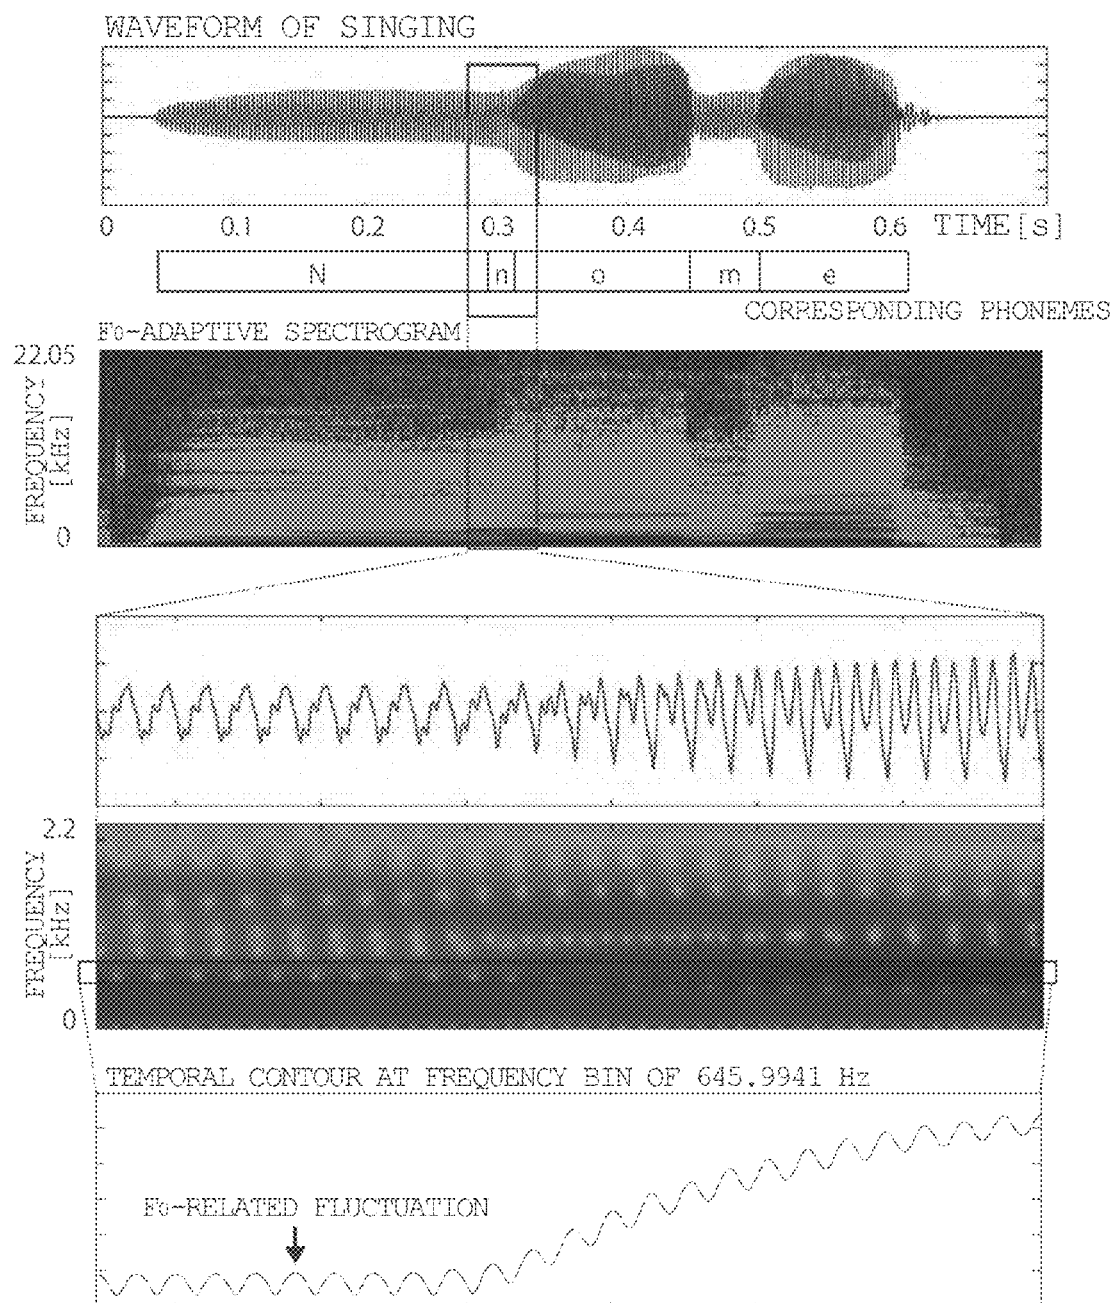 WAVEFORM OF SINGING
0 0.1 0.2 0.3 0.4 0.5 0.6 TIME[s]
N n o m e
CORRESPONDING PHONEMES
F0-ADAPTIVE SPECTROGRAM
22.05
FREQUENCY
[kHz]
0
2.2
FREQUENCY
[kHz]
0
TEMPORAL CONTOUR AT FREQUENCY BIN OF 645.9941 Hz
F0-RELATED FLUCTUATION